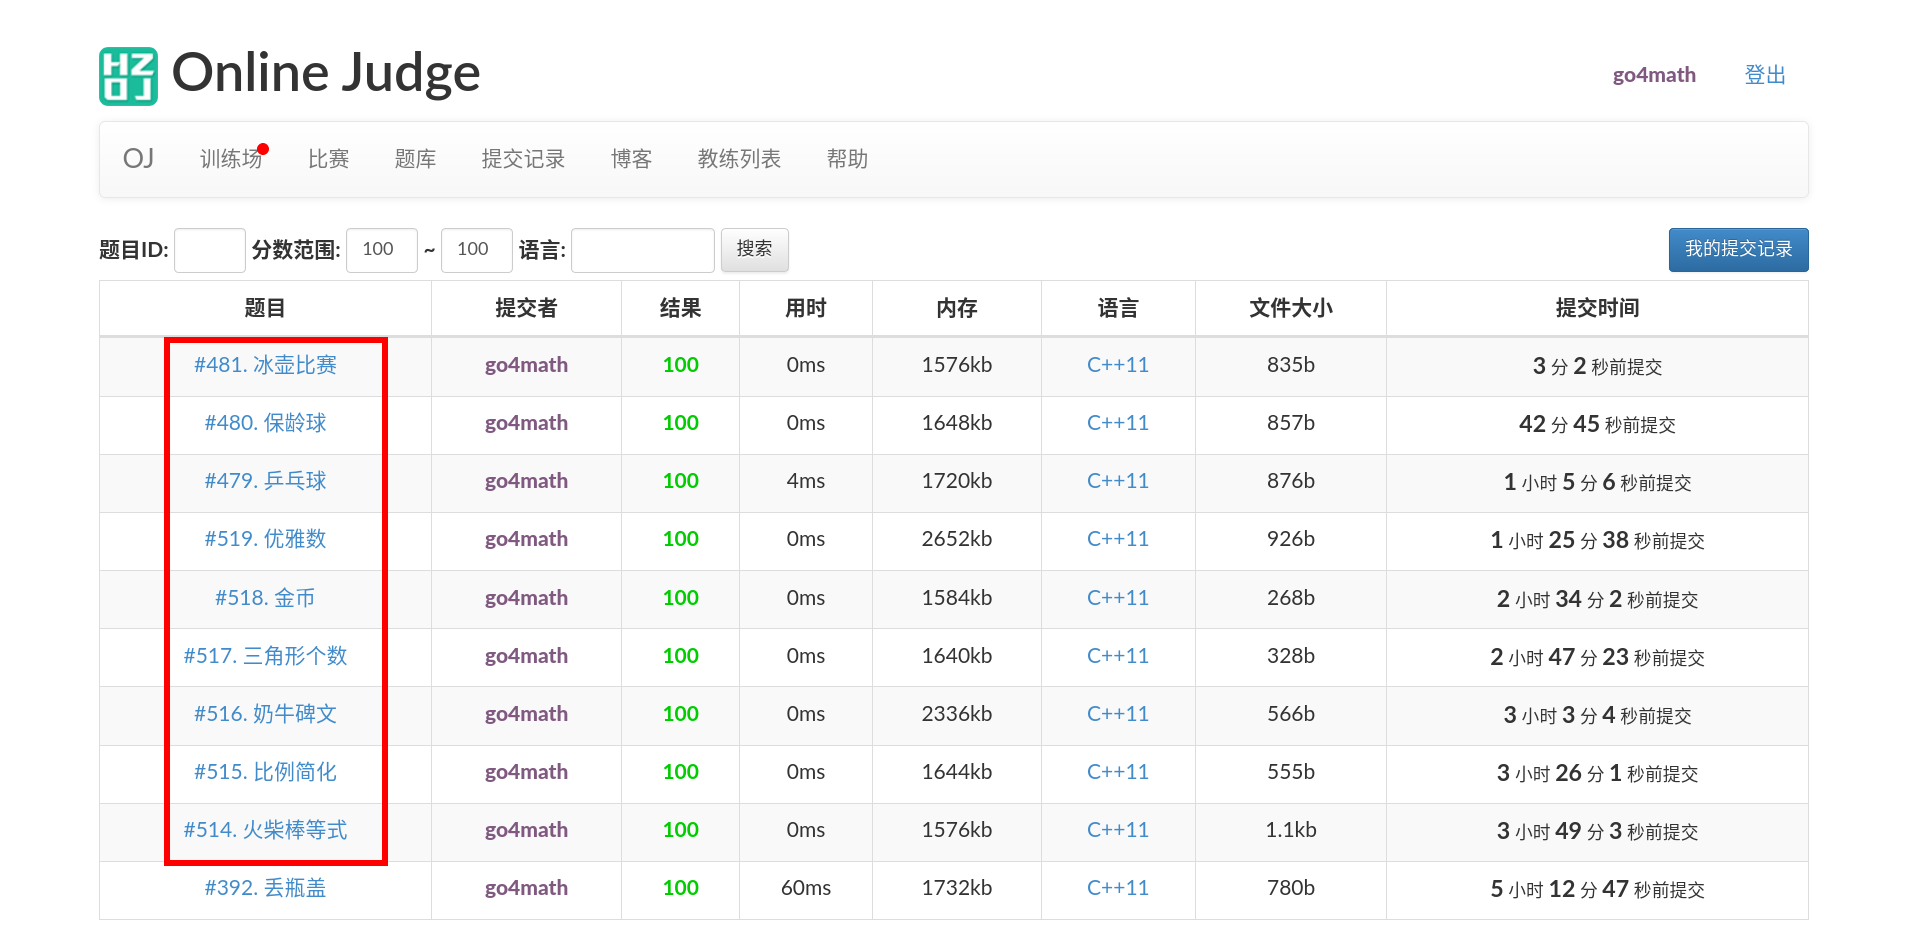 HZ
OJ
Online Judge
go4math 登出
OJ 训练场 比赛 题库 提交记录 博客 教练列表 帮助
题目ID: 分数范围: 100 ~ 100 语言: 搜索 我的提交记录
题目 提交者 结果 用时 内存 语言 文件大小 提交时间
#481. 冰壶比赛 go4math 100 0ms 1576kb C++11 835b 3 分 2 秒前提交
#480. 保龄球 go4math 100 0ms 1648kb C++11 857b 42 分 45 秒前提交
#479. 乒乓球 go4math 100 4ms 1720kb C++11 876b 1 小时 5 分 6 秒前提交
#519. 优雅数 go4math 100 0ms 2652kb C++11 926b 1 小时 25 分 38 秒前提交
#518. 金币 go4math 100 0ms 1584kb C++11 268b 2 小时 34 分 2 秒前提交
#517. 三角形个数 go4math 100 0ms 1640kb C++11 328b 2 小时 47 分 23 秒前提交
#516. 奶牛碑文 go4math 100 0ms 2336kb C++11 566b 3 小时 3 分 4 秒前提交
#515. 比例简化 go4math 100 0ms 1644kb C++11 555b 3 小时 26 分 1 秒前提交
#514. 火柴棒等式 go4math 100 0ms 1576kb C++11 1.1kb 3 小时 49 分 3 秒前提交
#392. 丢瓶盖 go4math 100 60ms 1732kb C++11 780b 5 小时 12 分 47 秒前提交